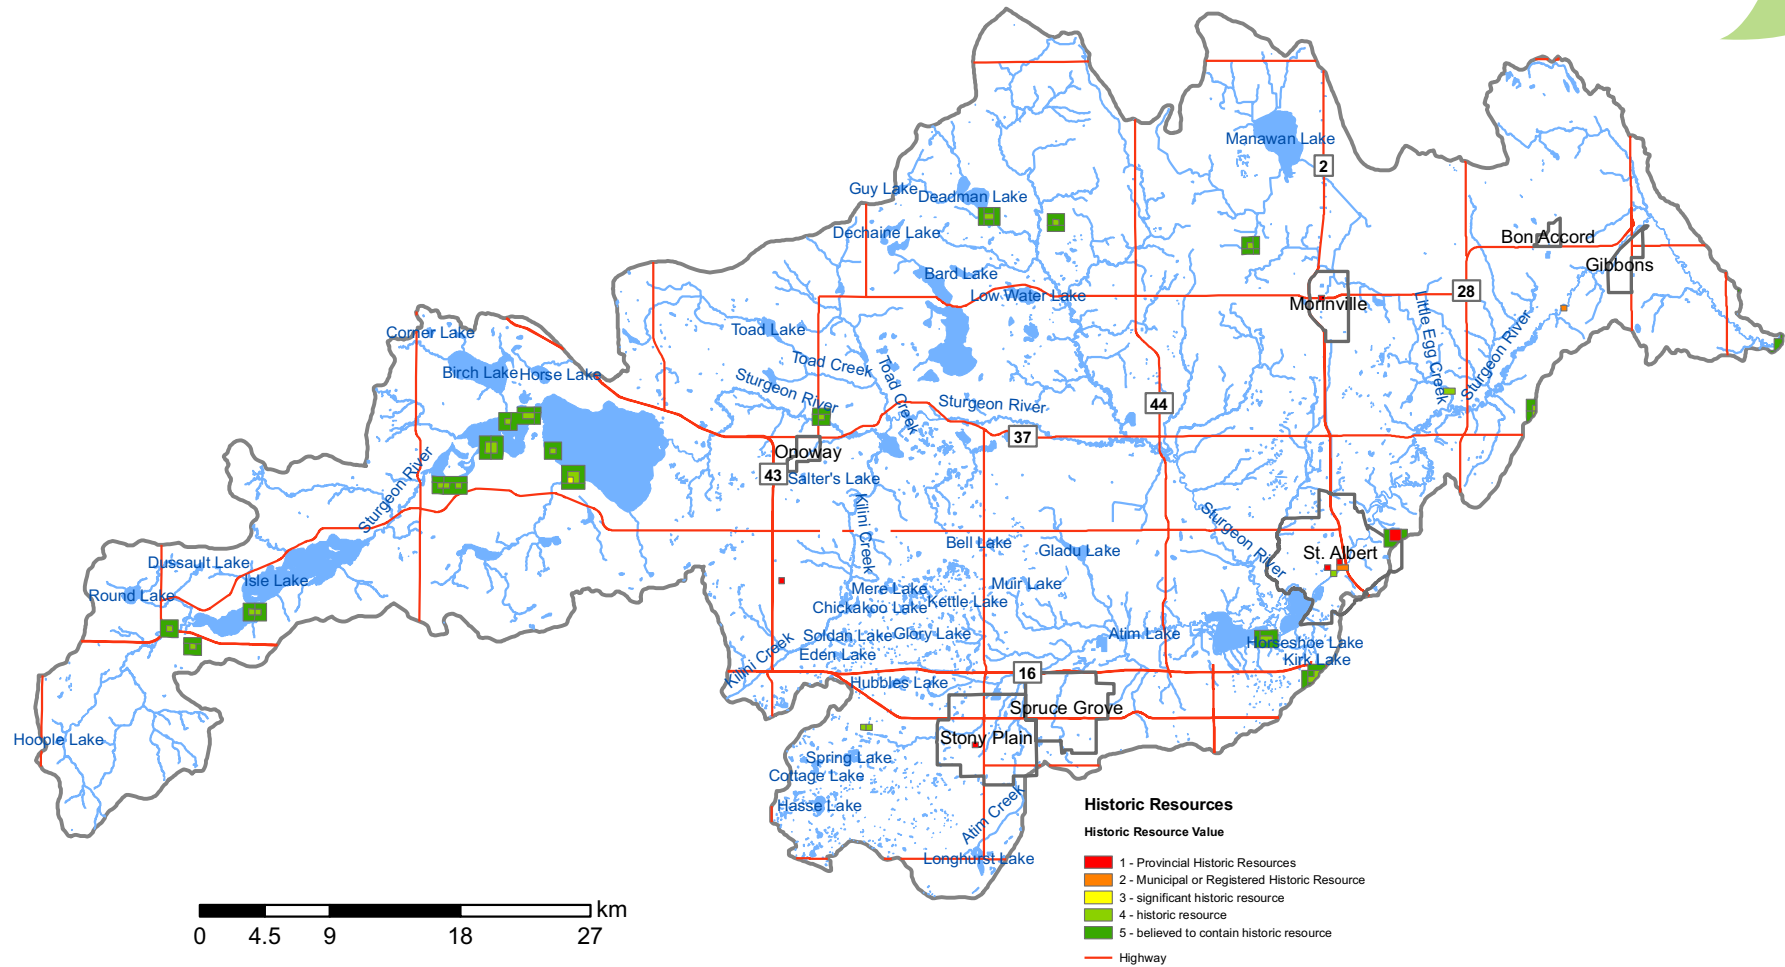 Manawan Lake
2
Guy Lake
Deadman Lake
Dechaine Lake
Bon Accord
Gibbons
Bard Lake
Low Water Lake
28
Morinville
Corner Lake
Toad Lake
Little Egg Creek
Sturgeon River
Birch Lake
Horse Lake
Toad Creek
Sturgeon River
Toad Creek
Sturgeon River
44
37
Onoway
43
Salter's Lake
Sturgeon River
Kilini Creek
Sturgeon River
Bell Lake
Gladu Lake
St. Albert
Dussault Lake
Isle Lake
Round Lake
Mere Lake
Muir Lake
Chickakoo Lake
Kettle Lake
Soldan Lake
Glory Lake
Atim Lake
Horseshoe Lake
Eden Lake
Kirk Lake
Kilini Creek
16
Hubbles Lake
Spruce Grove
Hoople Lake
Stony Plain
Spring Lake
Cottage Lake
Hasse Lake
Atim Creek
Longhurst Lake
Historic Resources
Historic Resource Value
1 - Provincial Historic Resources
2 - Municipal or Registered Historic Resource
3 - significant historic resource
4 - historic resource
5 - believed to contain historic resource
Highway
km
0 4.5 9 18 27